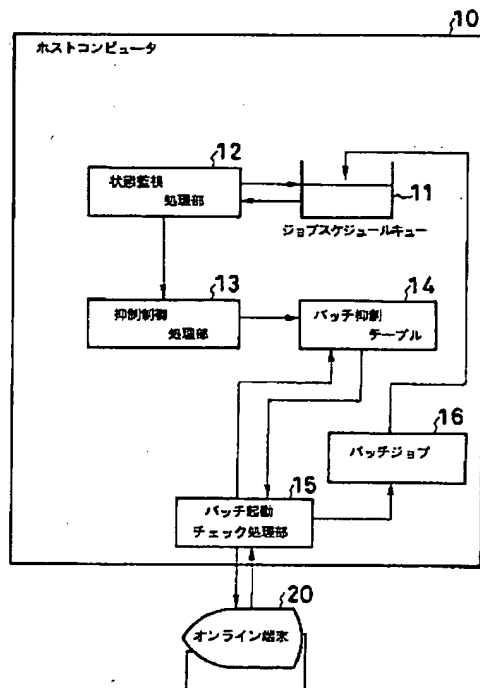 10
ホストコンピュータ
12
状態監視
処理部
11
ジョブスケジュールキュー
13
抑制制御
処理部
14
バッチ抑制
テーブル
16
バッチジョブ
15
バッチ起動
チェック処理部
20
オンライン端末